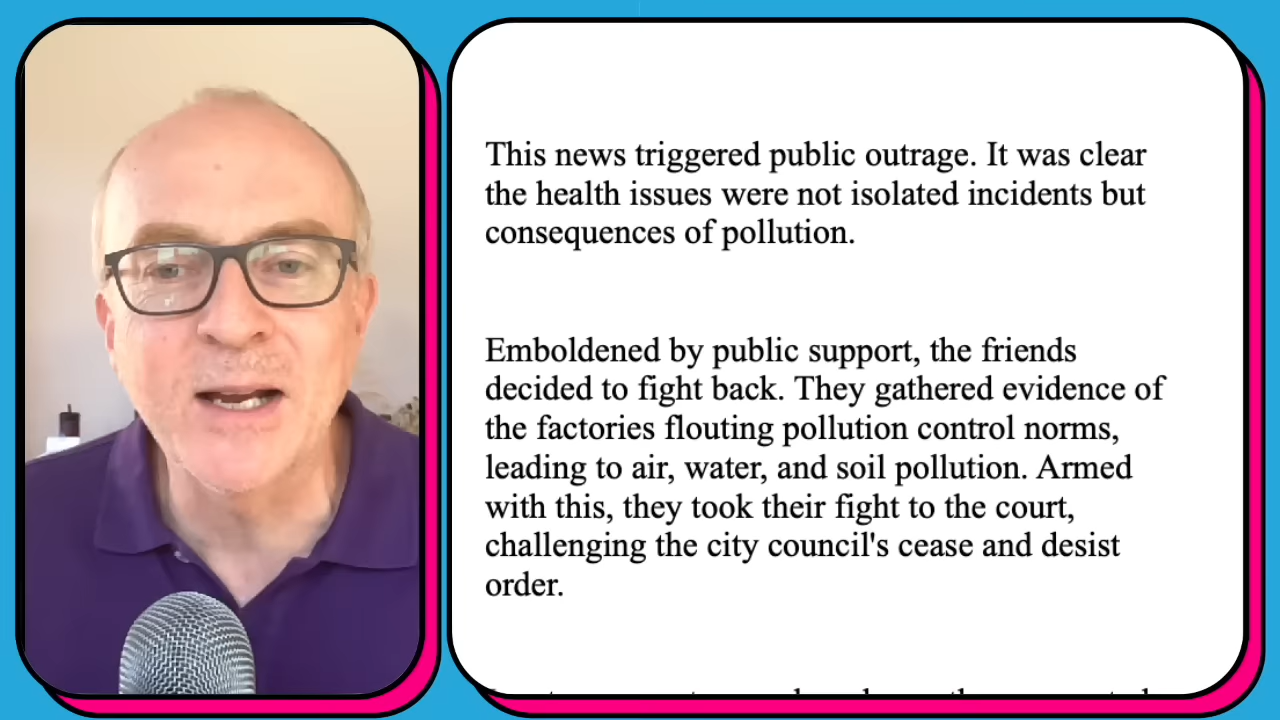 This news triggered public outrage. It was clear
the health issues were not isolated incidents but
consequences of pollution.
Emboldened by public support, the friends
decided to fight back. They gathered evidence of
the factories flouting pollution control norms,
leading to air, water, and soil pollution. Armed
with this, they took their fight to the court,
challenging the city council's cease and desist
order.